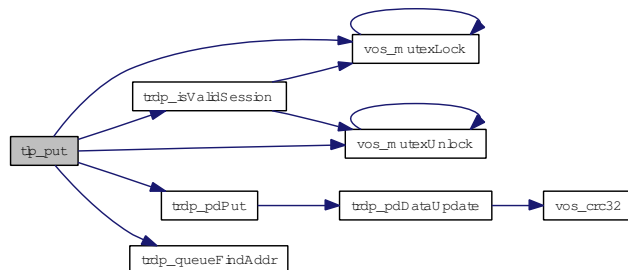 vos_mutexLock
trdp_isValidSession
tlp_put
vos_mutexUnlock
trdp_pdPut
trdp_pdDataUpdate
vos_crc32
trdp_queueFindAddr